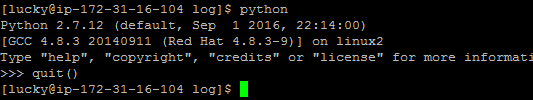 [lucky@ip-172-31-16-104 log]$ python
Python 2.7.12 (default, Sep  1 2016, 22:14:00)
[GCC 4.8.3 20140911 (Red Hat 4.8.3-9)] on linux2
Type "help", "copyright", "credits" or "license" for more informati
>>> quit()
[lucky@ip-172-31-16-104 log]$